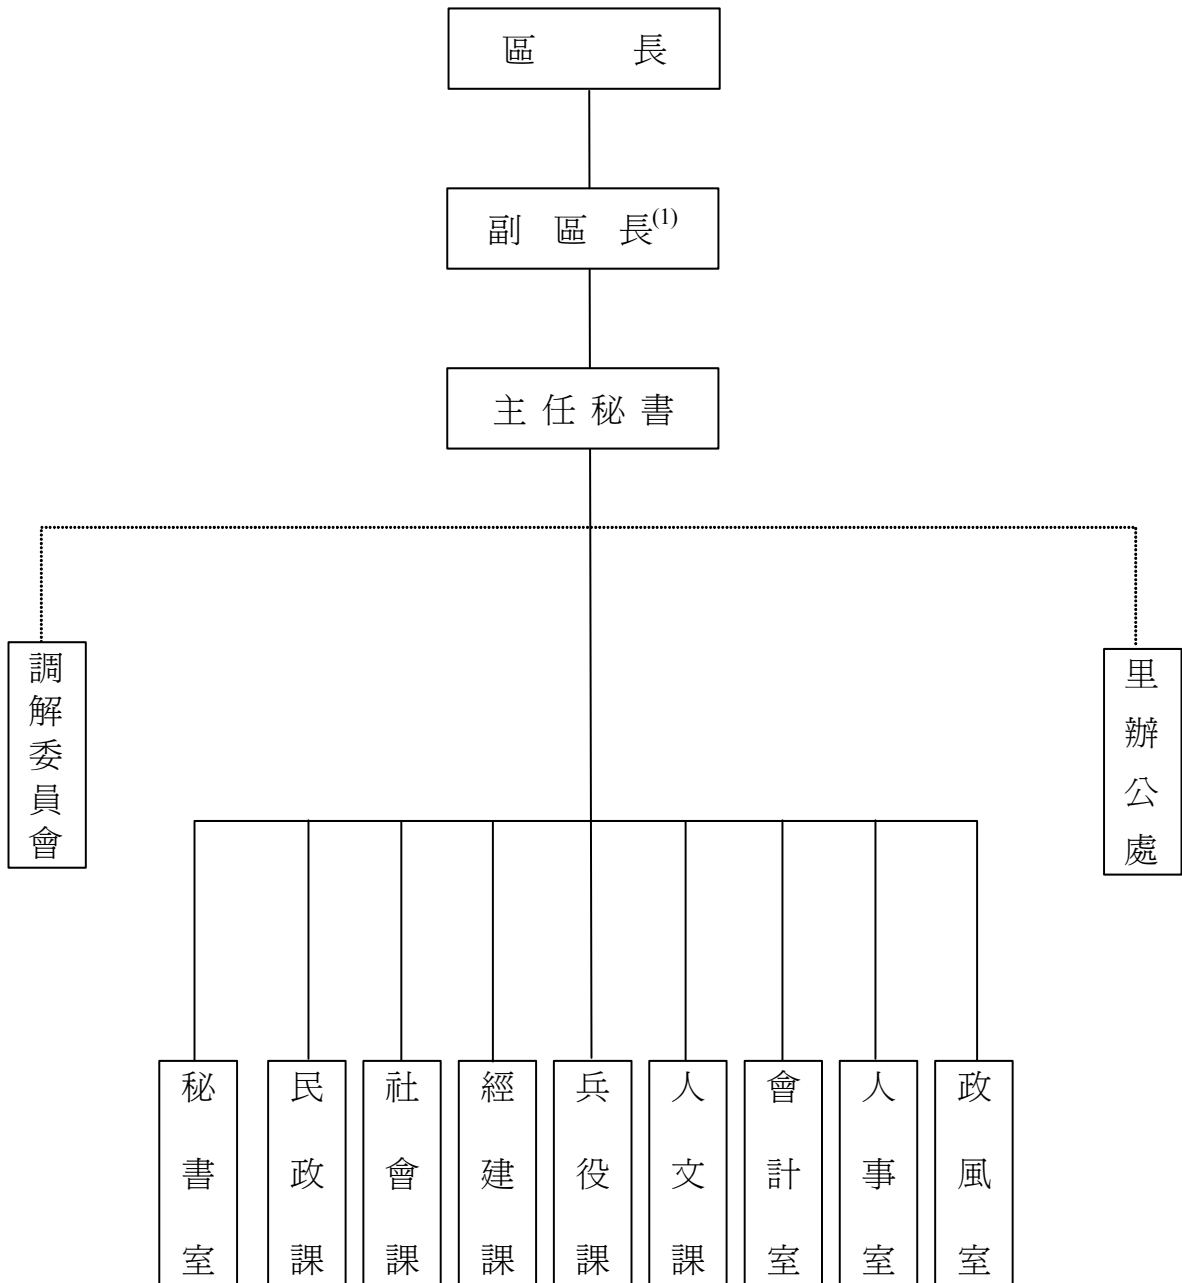 區長
副區長(1)
主任秘書
調解委員會
里辦公處
秘書室
民政課
社會課
經建課
兵役課
人文課
會計室
人事室
政風室